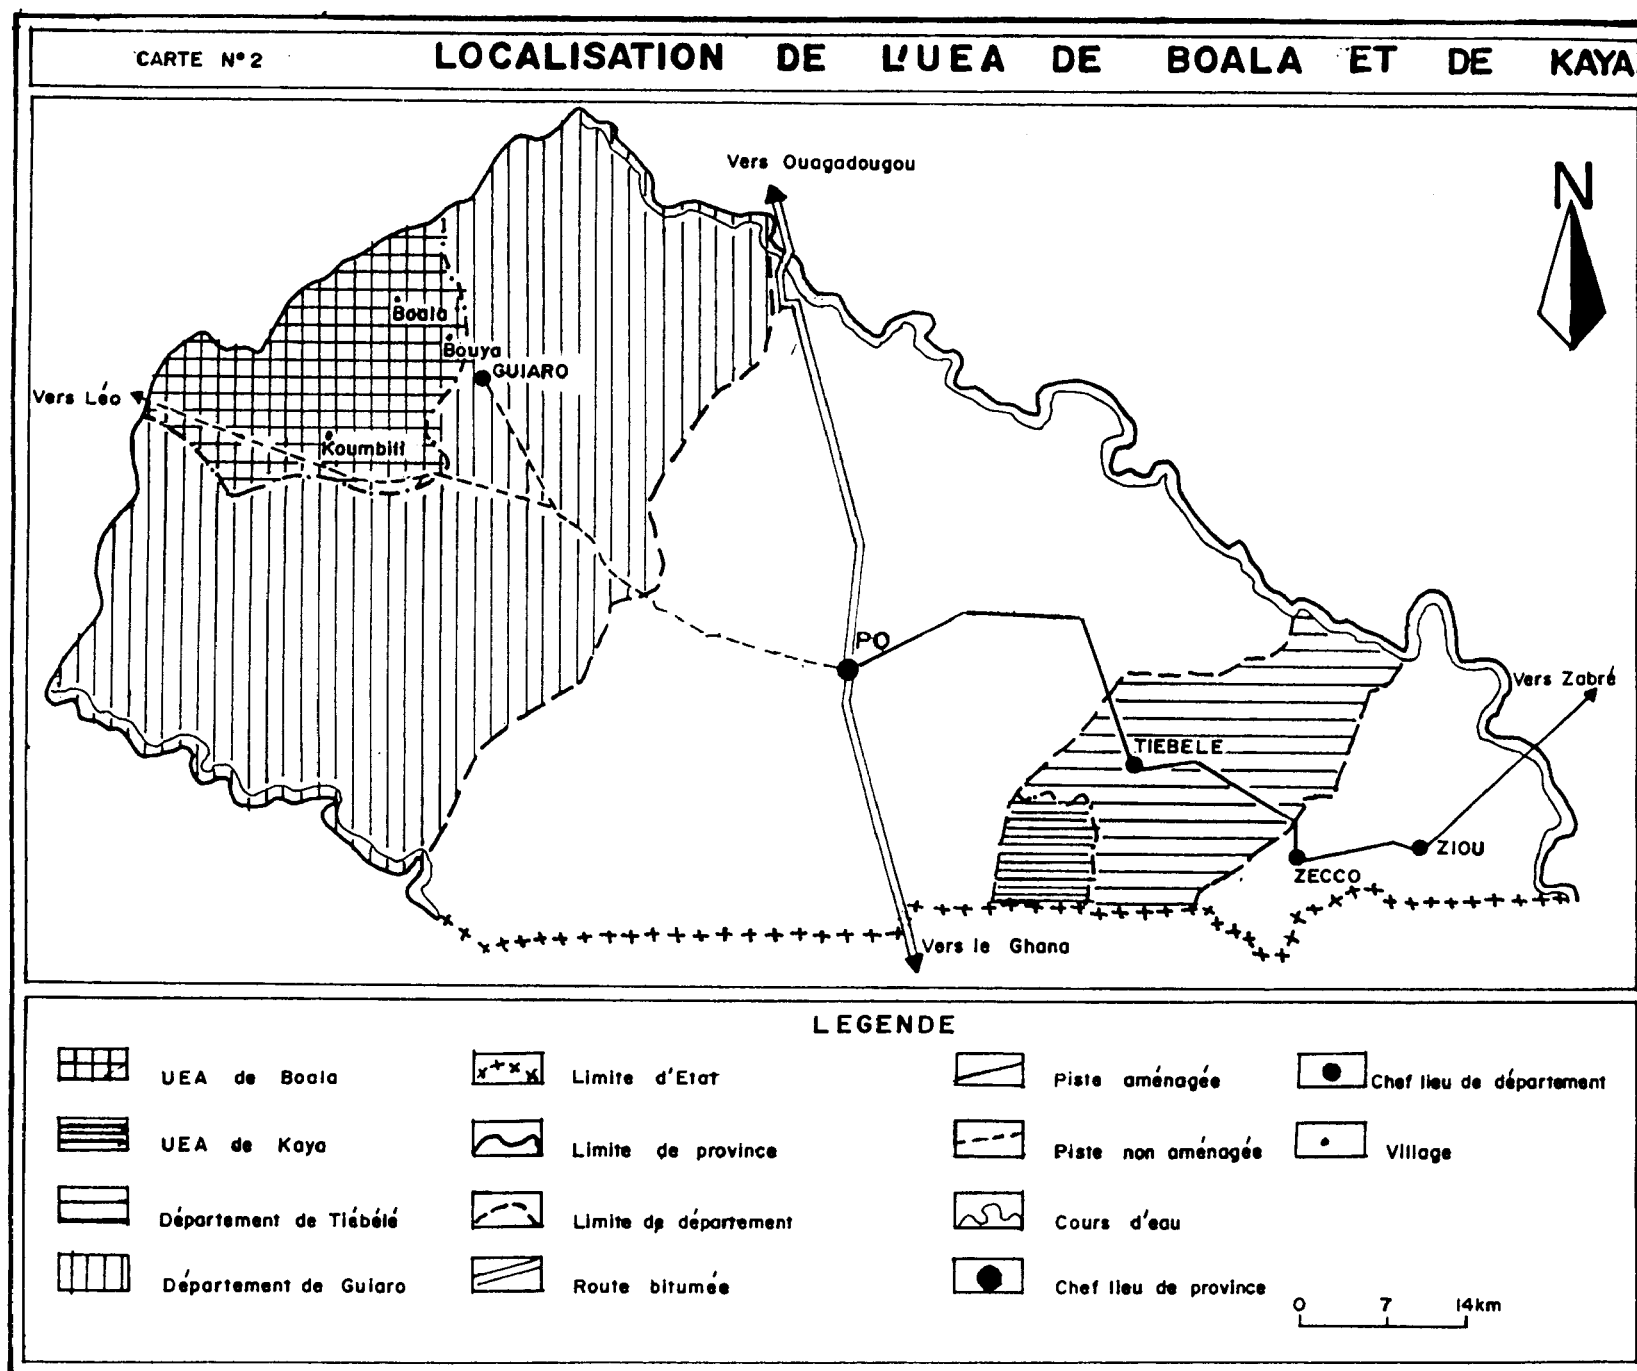 CARTE N° 2
LOCALISATION DE L'UEA DE BOALA ET DE KAYA
Vers Ouagadougou
N
Boala
Bouya
GUIARO
Vers Léo
Koumbili
PO
Vers Zabré
TIEBELE
ZIOU
ZECCO
Vers le Ghana
LEGENDE
UEA de Boala
Limite d'Etat
Piste aménagée
Chef lieu de département
UEA de Kaya
Limite de province
Piste non aménagée
Village
Département de Tiébélé
Limite de département
Cours d'eau
Département de Guiaro
Route bitumée
Chef lieu de province
0 7 14km